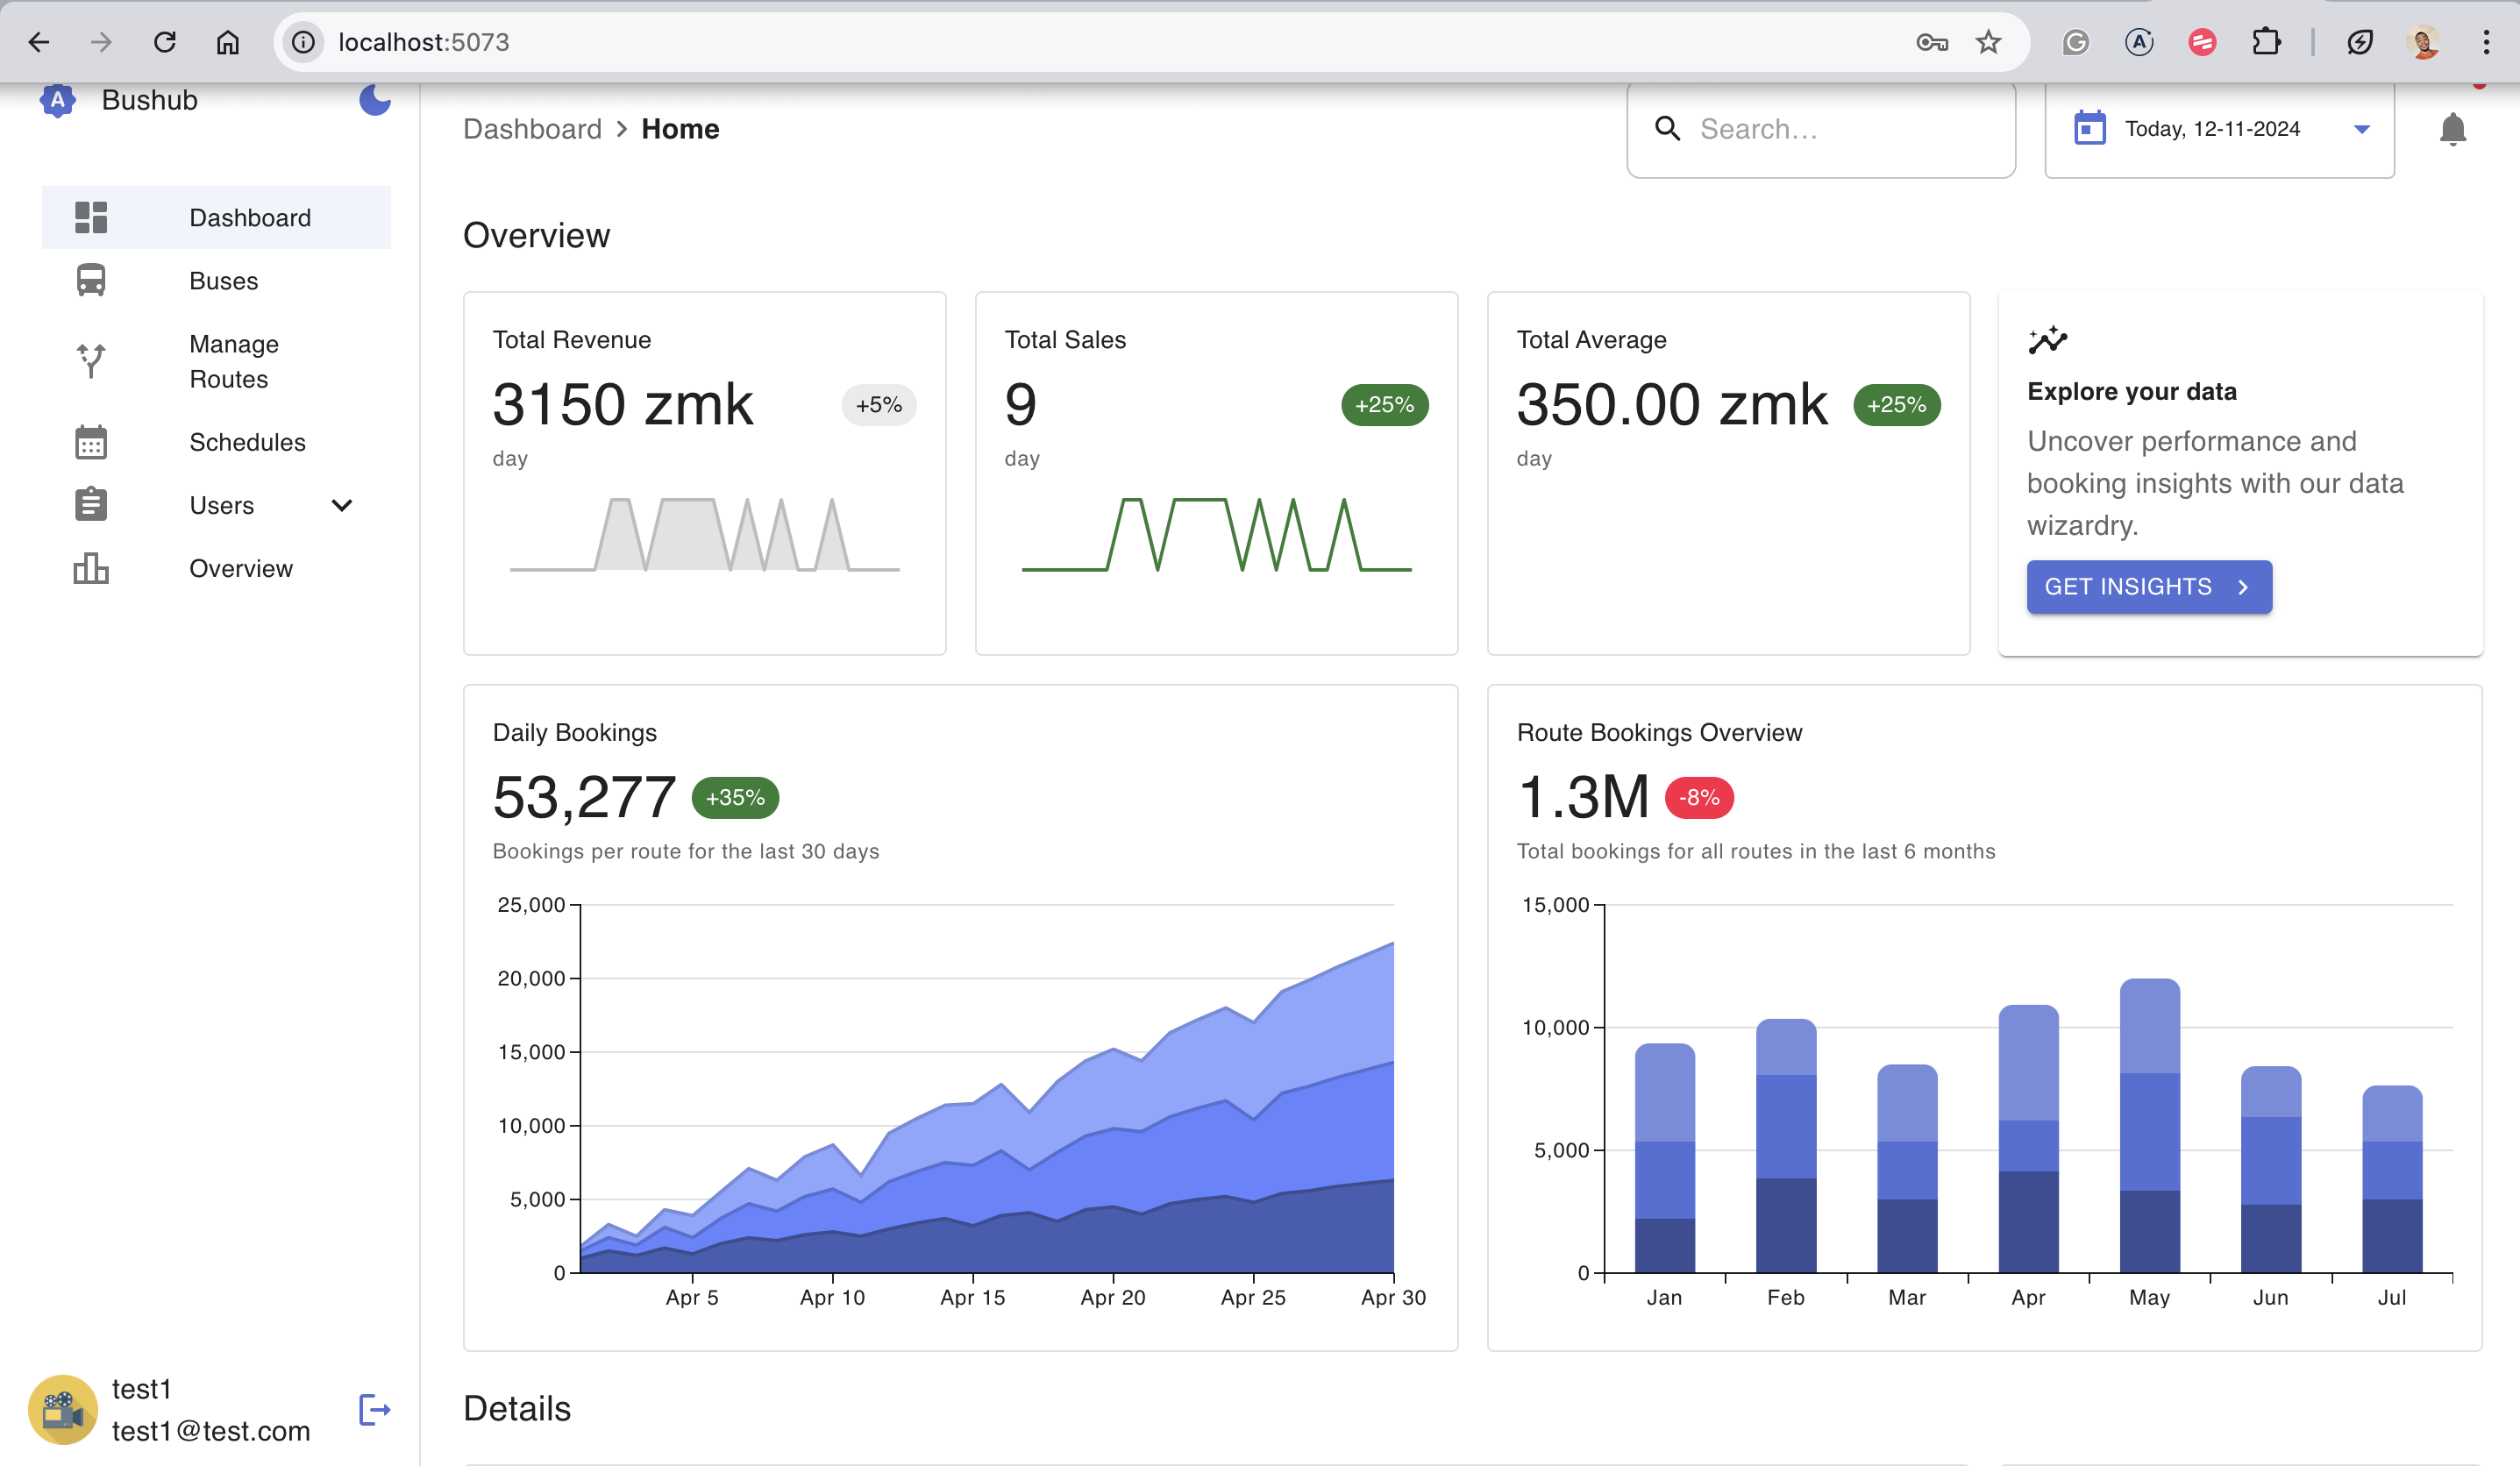 localhost:5073
A
Bushub
Dashboard
Buses
Manage
Routes
Schedules
Users
Overview
test1
test1@test.com
Dashboard > Home
Search…
Today, 12-11-2024
Overview
Total Revenue
3150 zmk
+5%
day
Total Sales
9
+25%
day
Total Average
350.00 zmk
+25%
day
Explore your data
Uncover performance and
booking insights with our data
wizardry.
GET INSIGHTS
Daily Bookings
53,277
+35%
Bookings per route for the last 30 days
25,000
20,000
15,000
10,000
5,000
0
Apr 5
Apr 10
Apr 15
Apr 20
Apr 25
Apr 30
Route Bookings Overview
1.3M
-8%
Total bookings for all routes in the last 6 months
15,000
10,000
5,000
0
Jan
Feb
Mar
Apr
May
Jun
Jul
Details